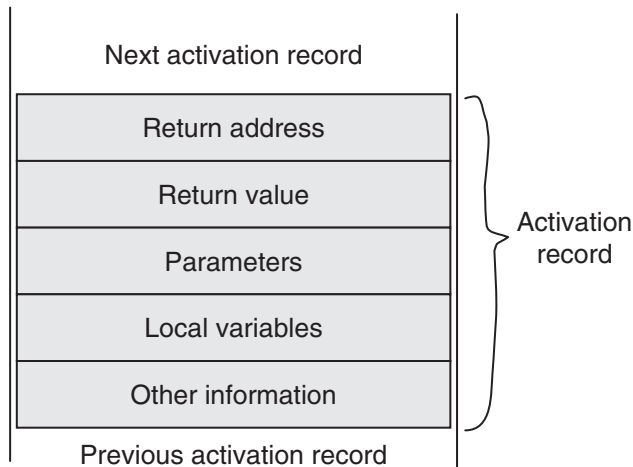 Next activation record
Return address
Return value
Parameters
Local variables
Other information
Previous activation record
Activation
record